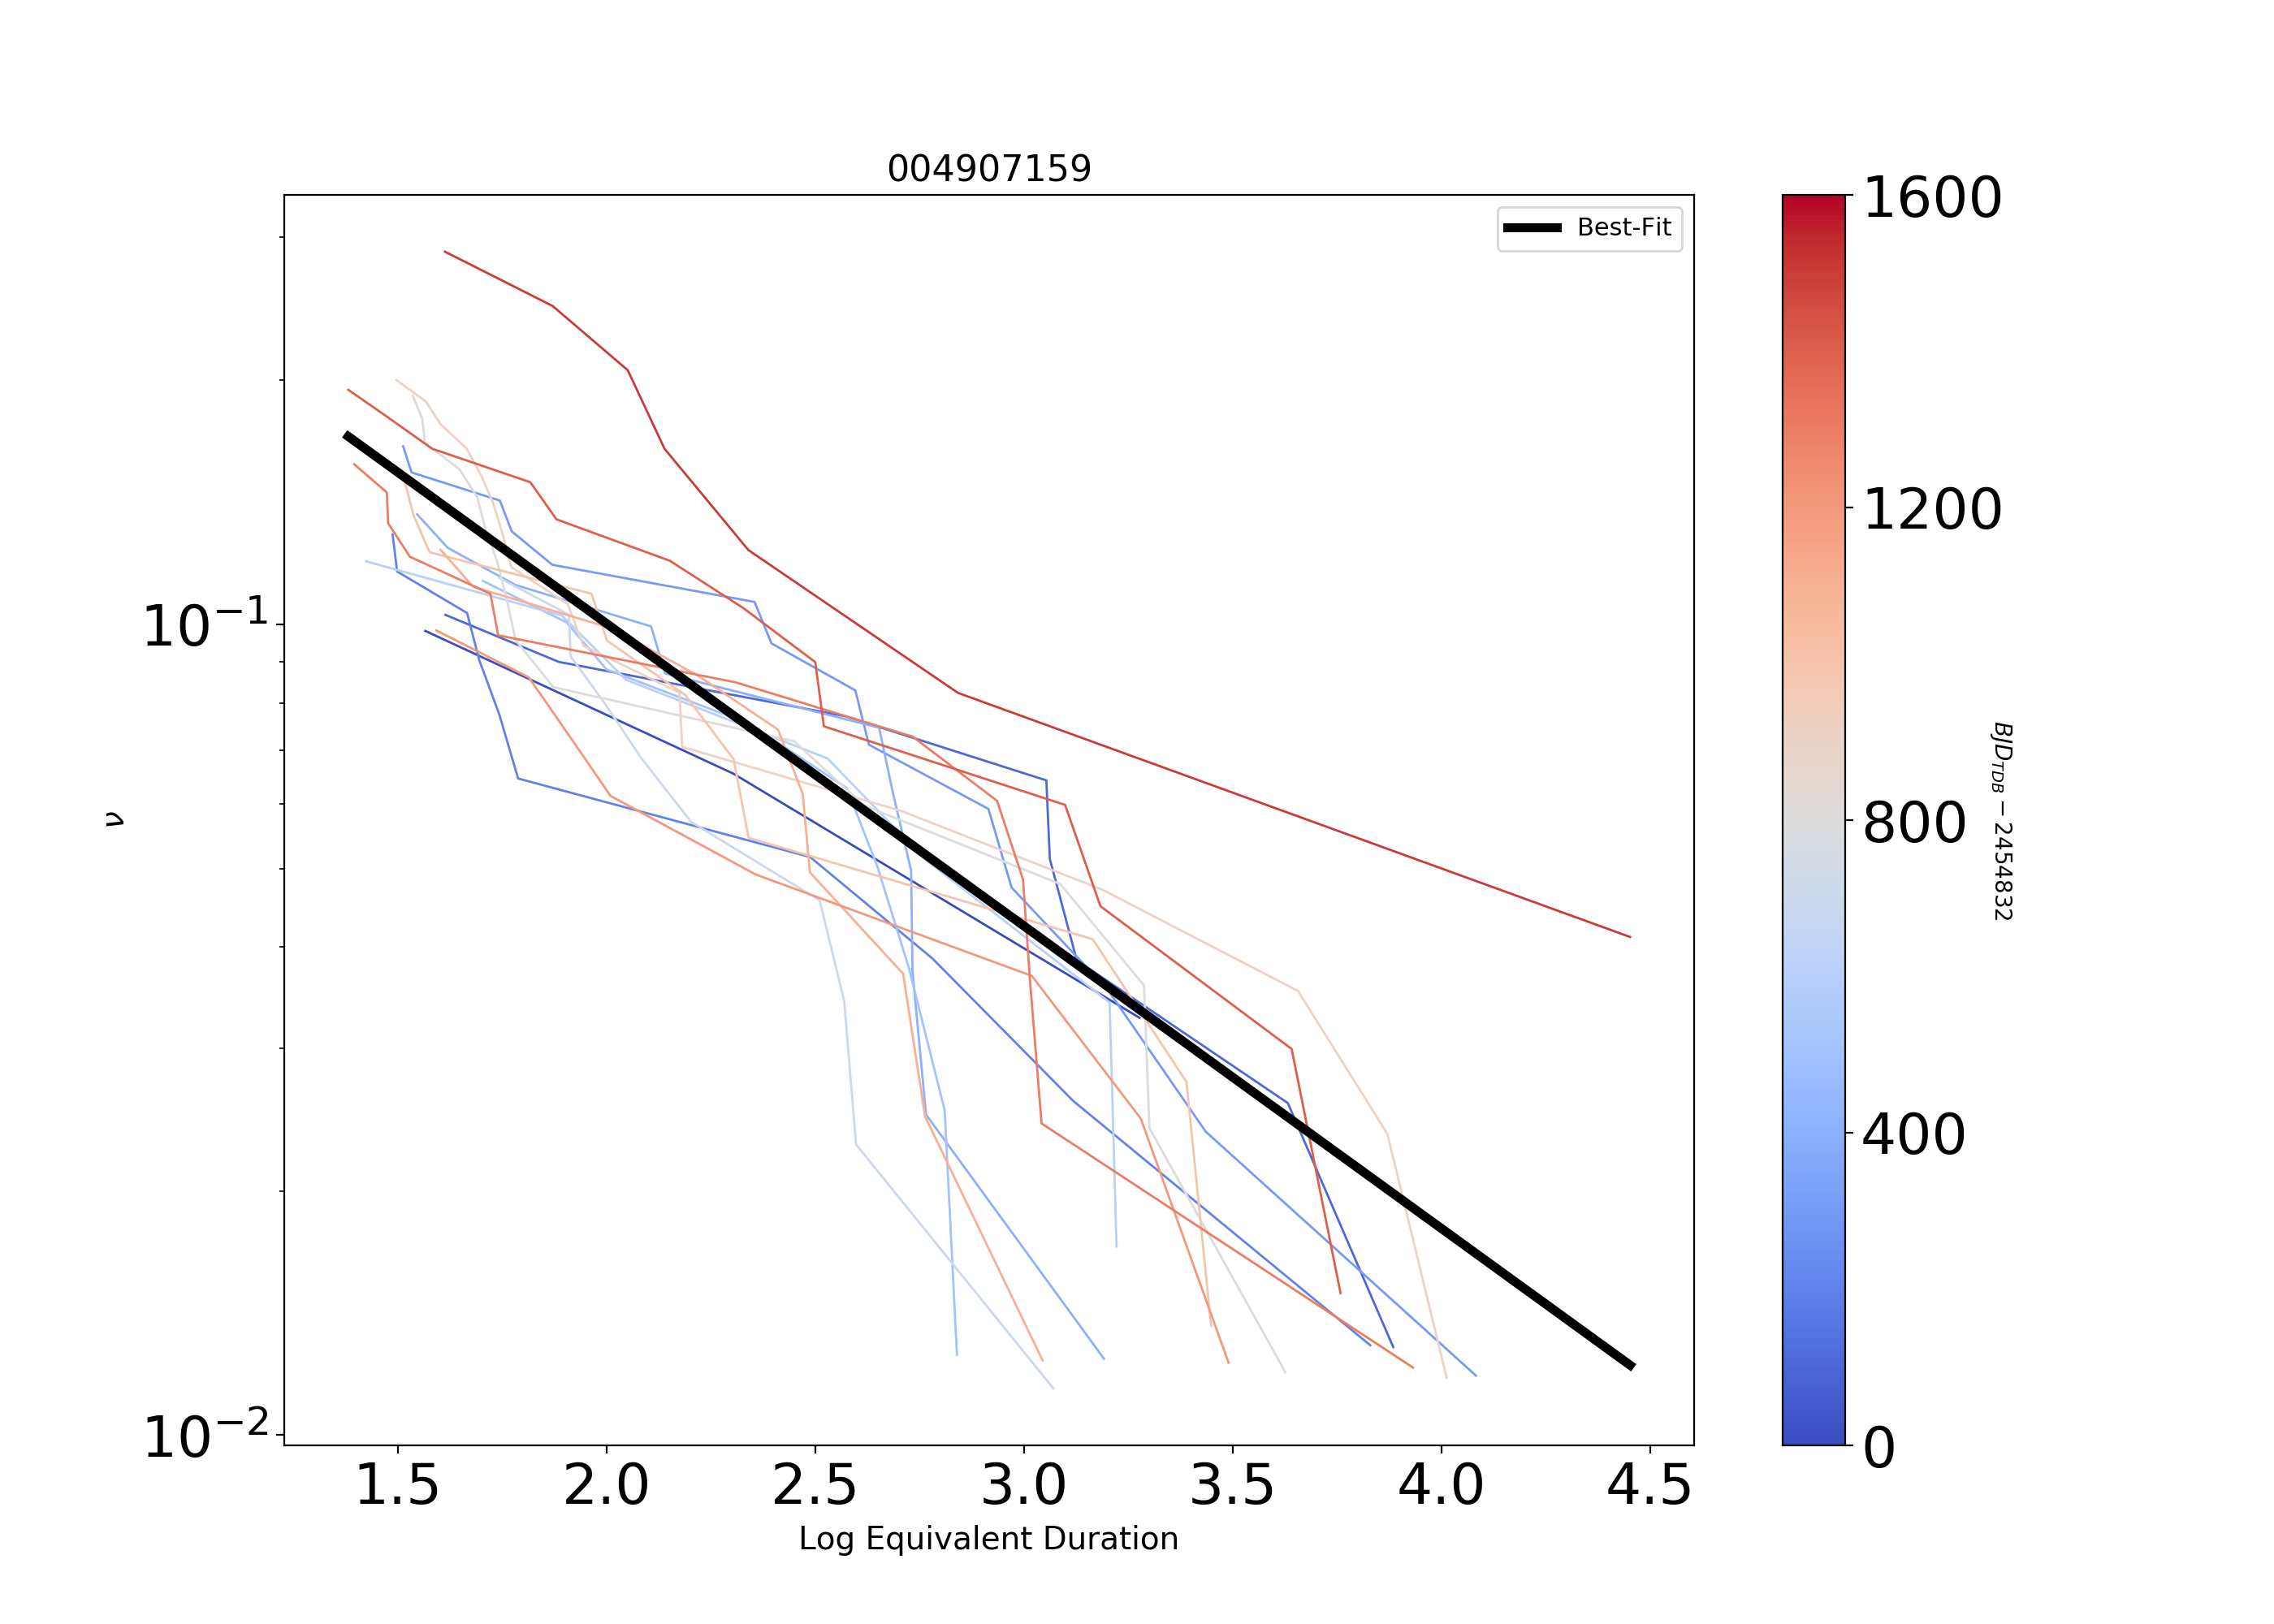 004907159
Best-Fit
10⁻¹
10⁻²
ν
1.5 2.0 2.5 3.0 3.5 4.0 4.5
Log Equivalent Duration
1600
1200
800
400
0
BJD_TDB − 2454832